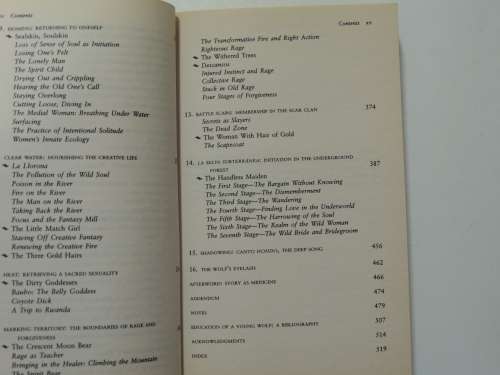 Contents
9. HOMING: RETURNING TO ONESELF
Sealskin, Soulskin
Loss of Sense of Soul as Initiation
Losing One's Pelt
The Lonely Man
The Spirit Child
Drying Out and Crippling
Hearing the Old One's Call
Staying Overlong
Cutting Loose, Diving In
The Medial Woman: Breathing Under Water
Surfacing
The Practice of Intentional Solitude
Women's Innate Ecology
CLEAR WATER: NOURISHING THE CREATIVE LIFE
La Llorona
The Pollution of the Wild Soul
Poison in the River
Fire on the River
The Man on the River
Taking Back the River
Focus and the Fantasy Mill
The Little Match Girl
Staving Off Creative Fantasy
Renewing the Creative Fire
The Three Gold Hairs
HEAT: RETRIEVING A SACRED SEXUALITY
The Dirty Goddesses
Baubo: The Belly Goddess
Coyote Dick
A Trip to Rwanda
MARKING TERRITORY: THE BOUNDARIES OF RAGE AND
FORGIVENESS
The Crescent Moon Bear
Rage as Teacher
Bringing in the Healer: Climbing the Mountain
The Spirit Bear
Contents xv
The Transformative Fire and Right Action
Righteous Rage
The Withered Trees
Descansos
Injured Instinct and Rage
Collective Rage
Stuck in Old Rage
Four Stages of Forgiveness
13. BATTLE SCARS: MEMBERSHIP IN THE SCAR CLAN 374
Secrets as Slayers
The Dead Zone
The Woman With Hair of Gold
The Scapecoat
14. LA SELVA SUBTERRANEA: INITIATION IN THE UNDERGROUND
FOREST 387
The Handless Maiden
The First Stage—The Bargain Without Knowing
The Second Stage—The Dismemberment
The Third Stage—The Wandering
The Fourth Stage—Finding Love in the Underworld
The Fifth Stage—The Harrowing of the Soul
The Sixth Stage—The Realm of the Wild Woman
The Seventh Stage—The Wild Bride and Bridegroom
15. SHADOWING: CANTO HONDO, THE DEEP SONG 456
16. THE WOLF'S EYELASH 462
AFTERWORD: STORY AS MEDICINE 466
ADDENDUM 474
NOTES 479
EDUCATION OF A YOUNG WOLF: A BIBLIOGRAPHY 507
ACKNOWLEDGMENTS 514
INDEX 519